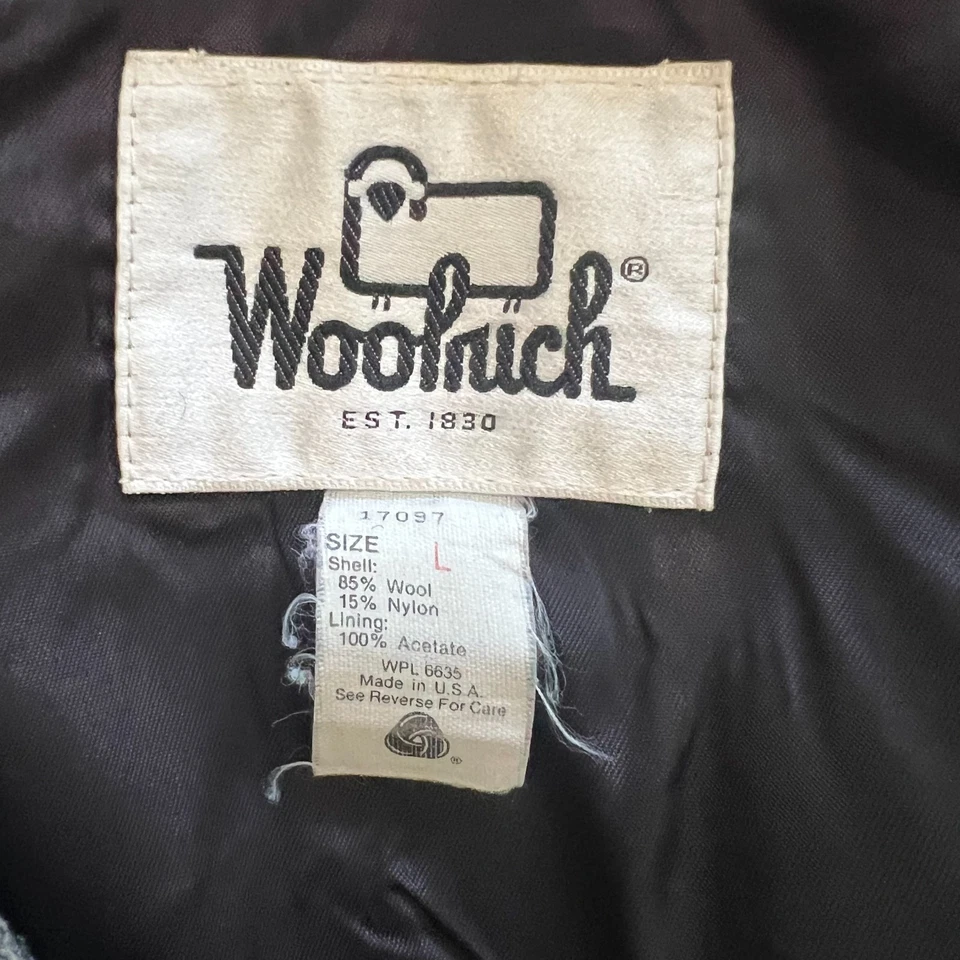 Woolrich®
EST. 1830
17097
SIZE L
Shell:
85% Wool
15% Nylon
Lining:
100% Acetate
WPL 6635
Made in U.S.A.
See Reverse For Care